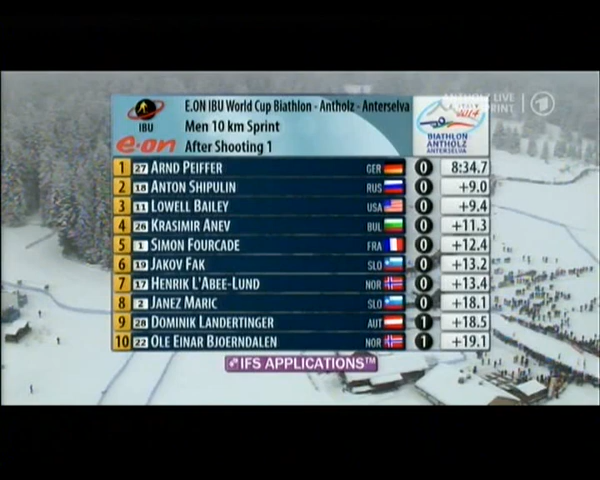 ANTHOLZ LIVE
E.ON IBU World Cup Biathlon - Antholz - Anterselva
IBU
Men 10 km Sprint
e·on
After Shooting 1
BIATHLON
ANTHOLZ
ANTERSELVA
1 27 ARND PEIFFER GER 0 8:34.7
2 18 ANTON SHIPULIN RUS 0 +9.0
3 11 LOWELL BAILEY USA 0 +9.4
4 26 KRASIMIR ANEV BUL 0 +11.3
5 1 SIMON FOURCADE FRA 0 +12.4
6 19 JAKOV FAK SLO 0 +13.2
7 17 HENRIK L'ABEE-LUND NOR 0 +13.4
8 2 JANEZ MARIC SLO 0 +18.1
9 28 DOMINIK LANDERTINGER AUT 1 +18.5
10 22 OLE EINAR BJOERNDALEN NOR 1 +19.1
IFS APPLICATIONS™